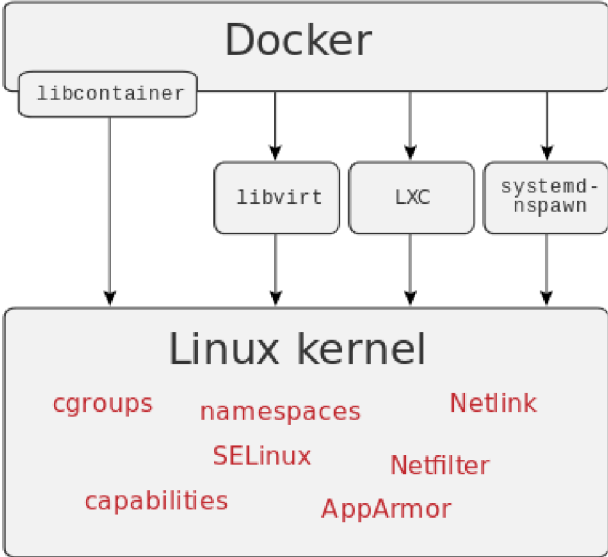 Docker
libcontainer
libvirt
LXC
systemd-
nspawn
Linux kernel
cgroups
namespaces
Netlink
SELinux
Netfilter
capabilities
AppArmor